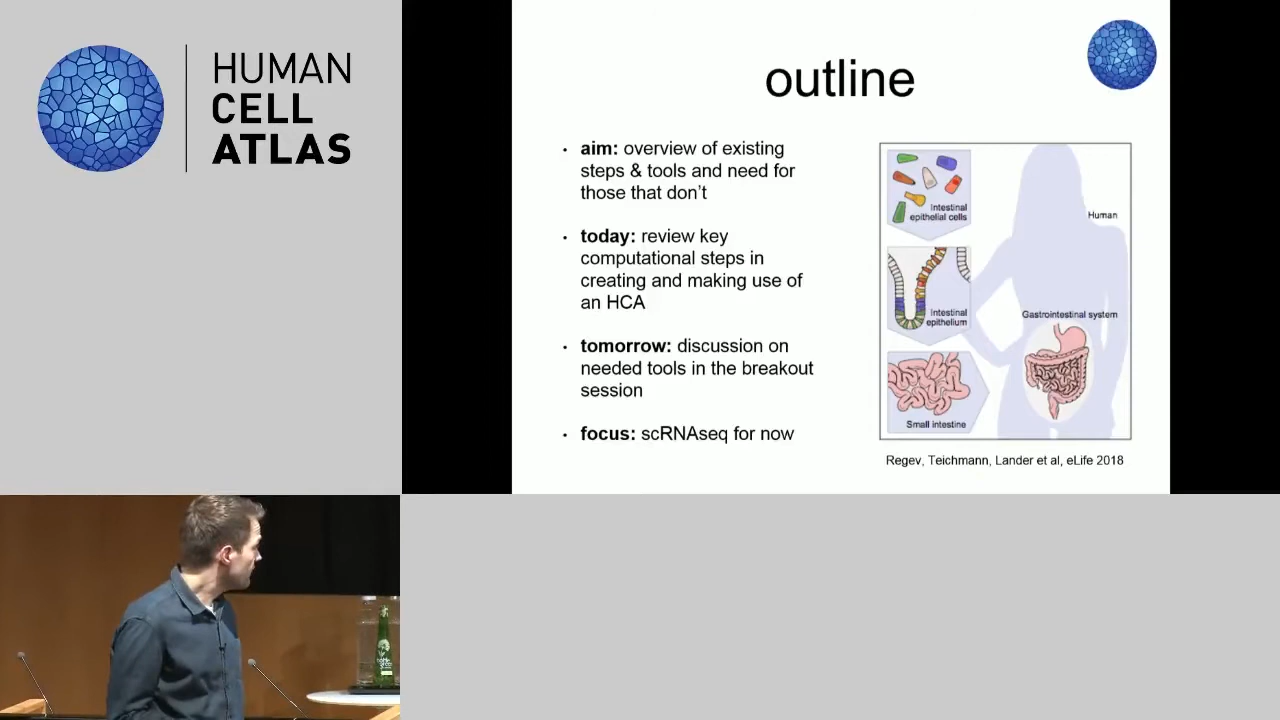 HUMAN
CELL
ATLAS
outline
• aim: overview of existing
steps & tools and need for
those that don't
• today: review key
computational steps in
creating and making use of
an HCA
• tomorrow: discussion on
needed tools in the breakout
session
• focus: scRNAseq for now
Intestinal
epithelial cells
Human
Intestinal
epithelium
Gastrointestinal system
Small intestine
Regev, Teichmann, Lander et al, eLife 2018